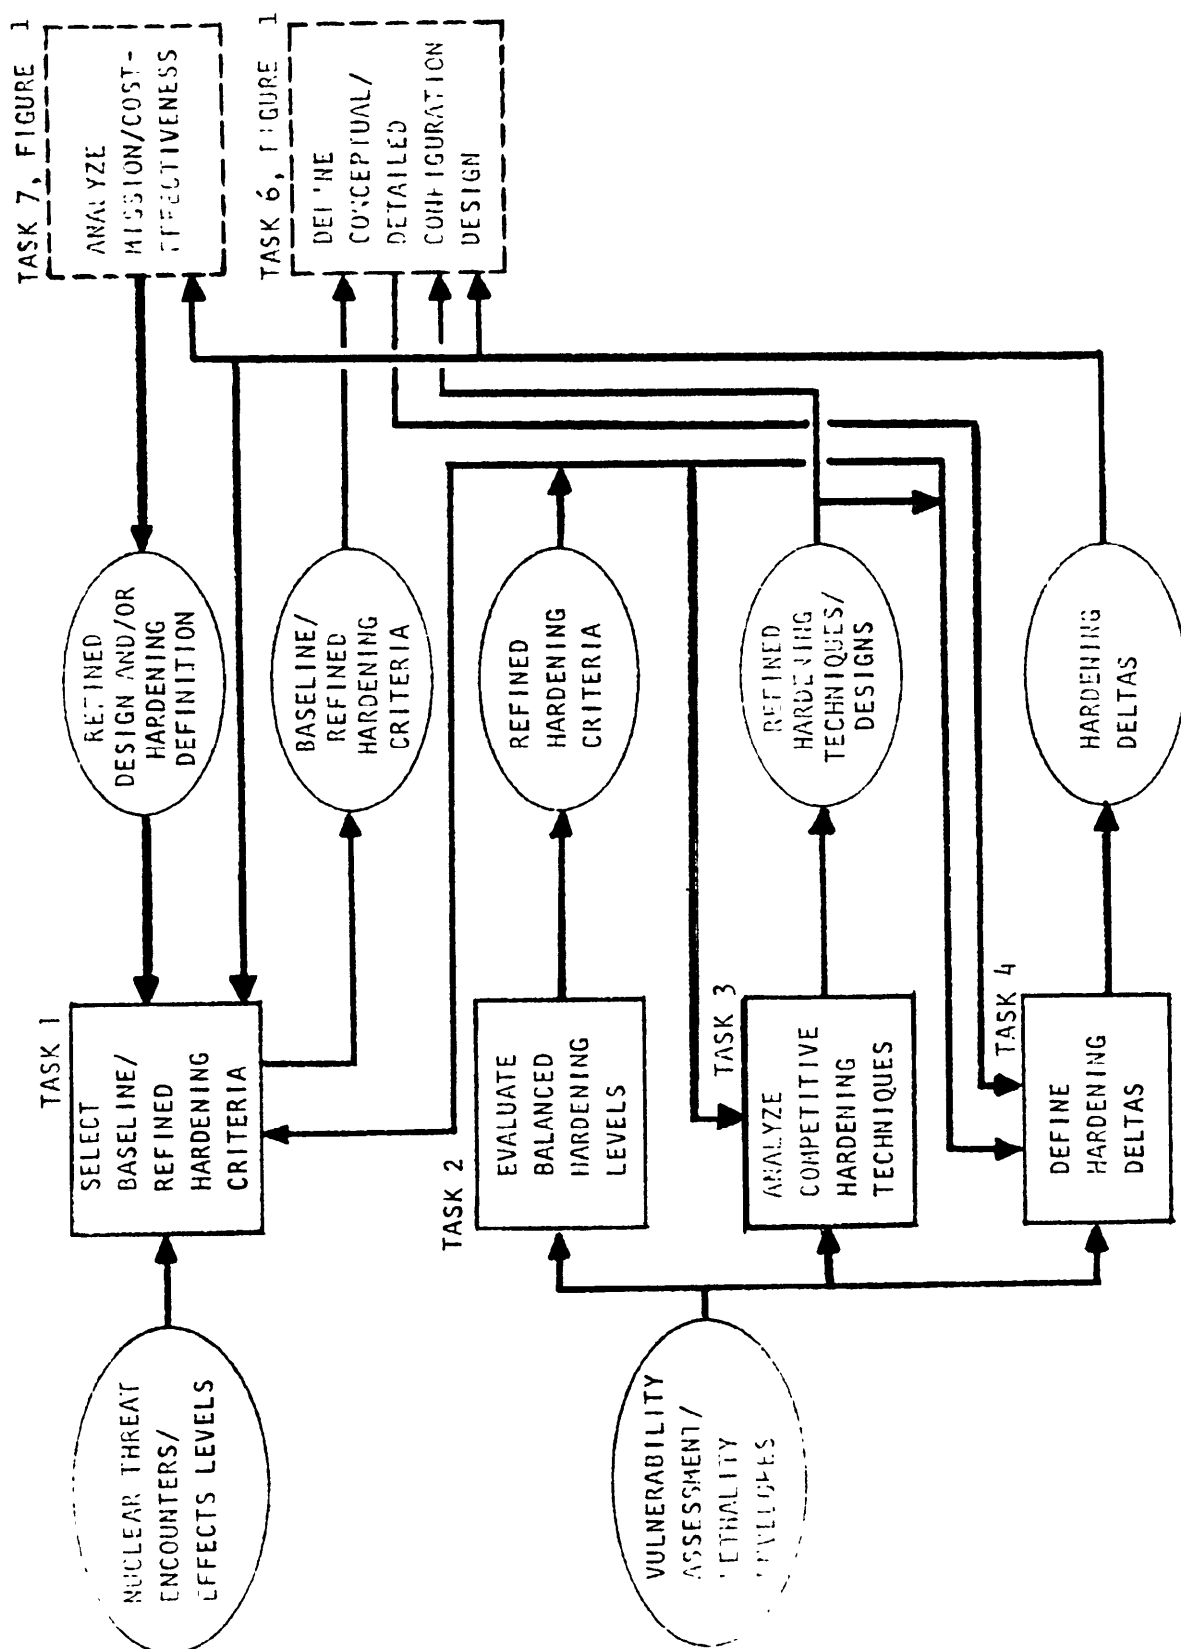 TASK 7, FIGURE 1
ANALYZE
MISSION/COST-
EFFECTIVENESS
TASK 6, FIGURE 1
DEFINE
CONCEPTUAL/
DETAILED
CONFIGURATION
DESIGN
REFINED
DESIGN AND/OR
HARDENING
DEFINITION
BASELINE/
REFINED
HARDENING
CRITERIA
REFINED
HARDENING
CRITERIA
REFINED
HARDENING
TECHNIQUES/
DESIGNS
HARDENING
DELTAS
TASK 1
SELECT
BASELINE/
REFINED
HARDENING
CRITERIA
TASK 2
EVALUATE
BALANCED
HARDENING
LEVELS
TASK 3
ANALYZE
COMPETITIVE
HARDENING
TECHNIQUES
TASK 4
DEFINE
HARDENING
DELTAS
NUCLEAR THREAT
ENCOUNTERS/
EFFECTS LEVELS
VULNERABILITY
ASSESSMENT/
LETHALITY